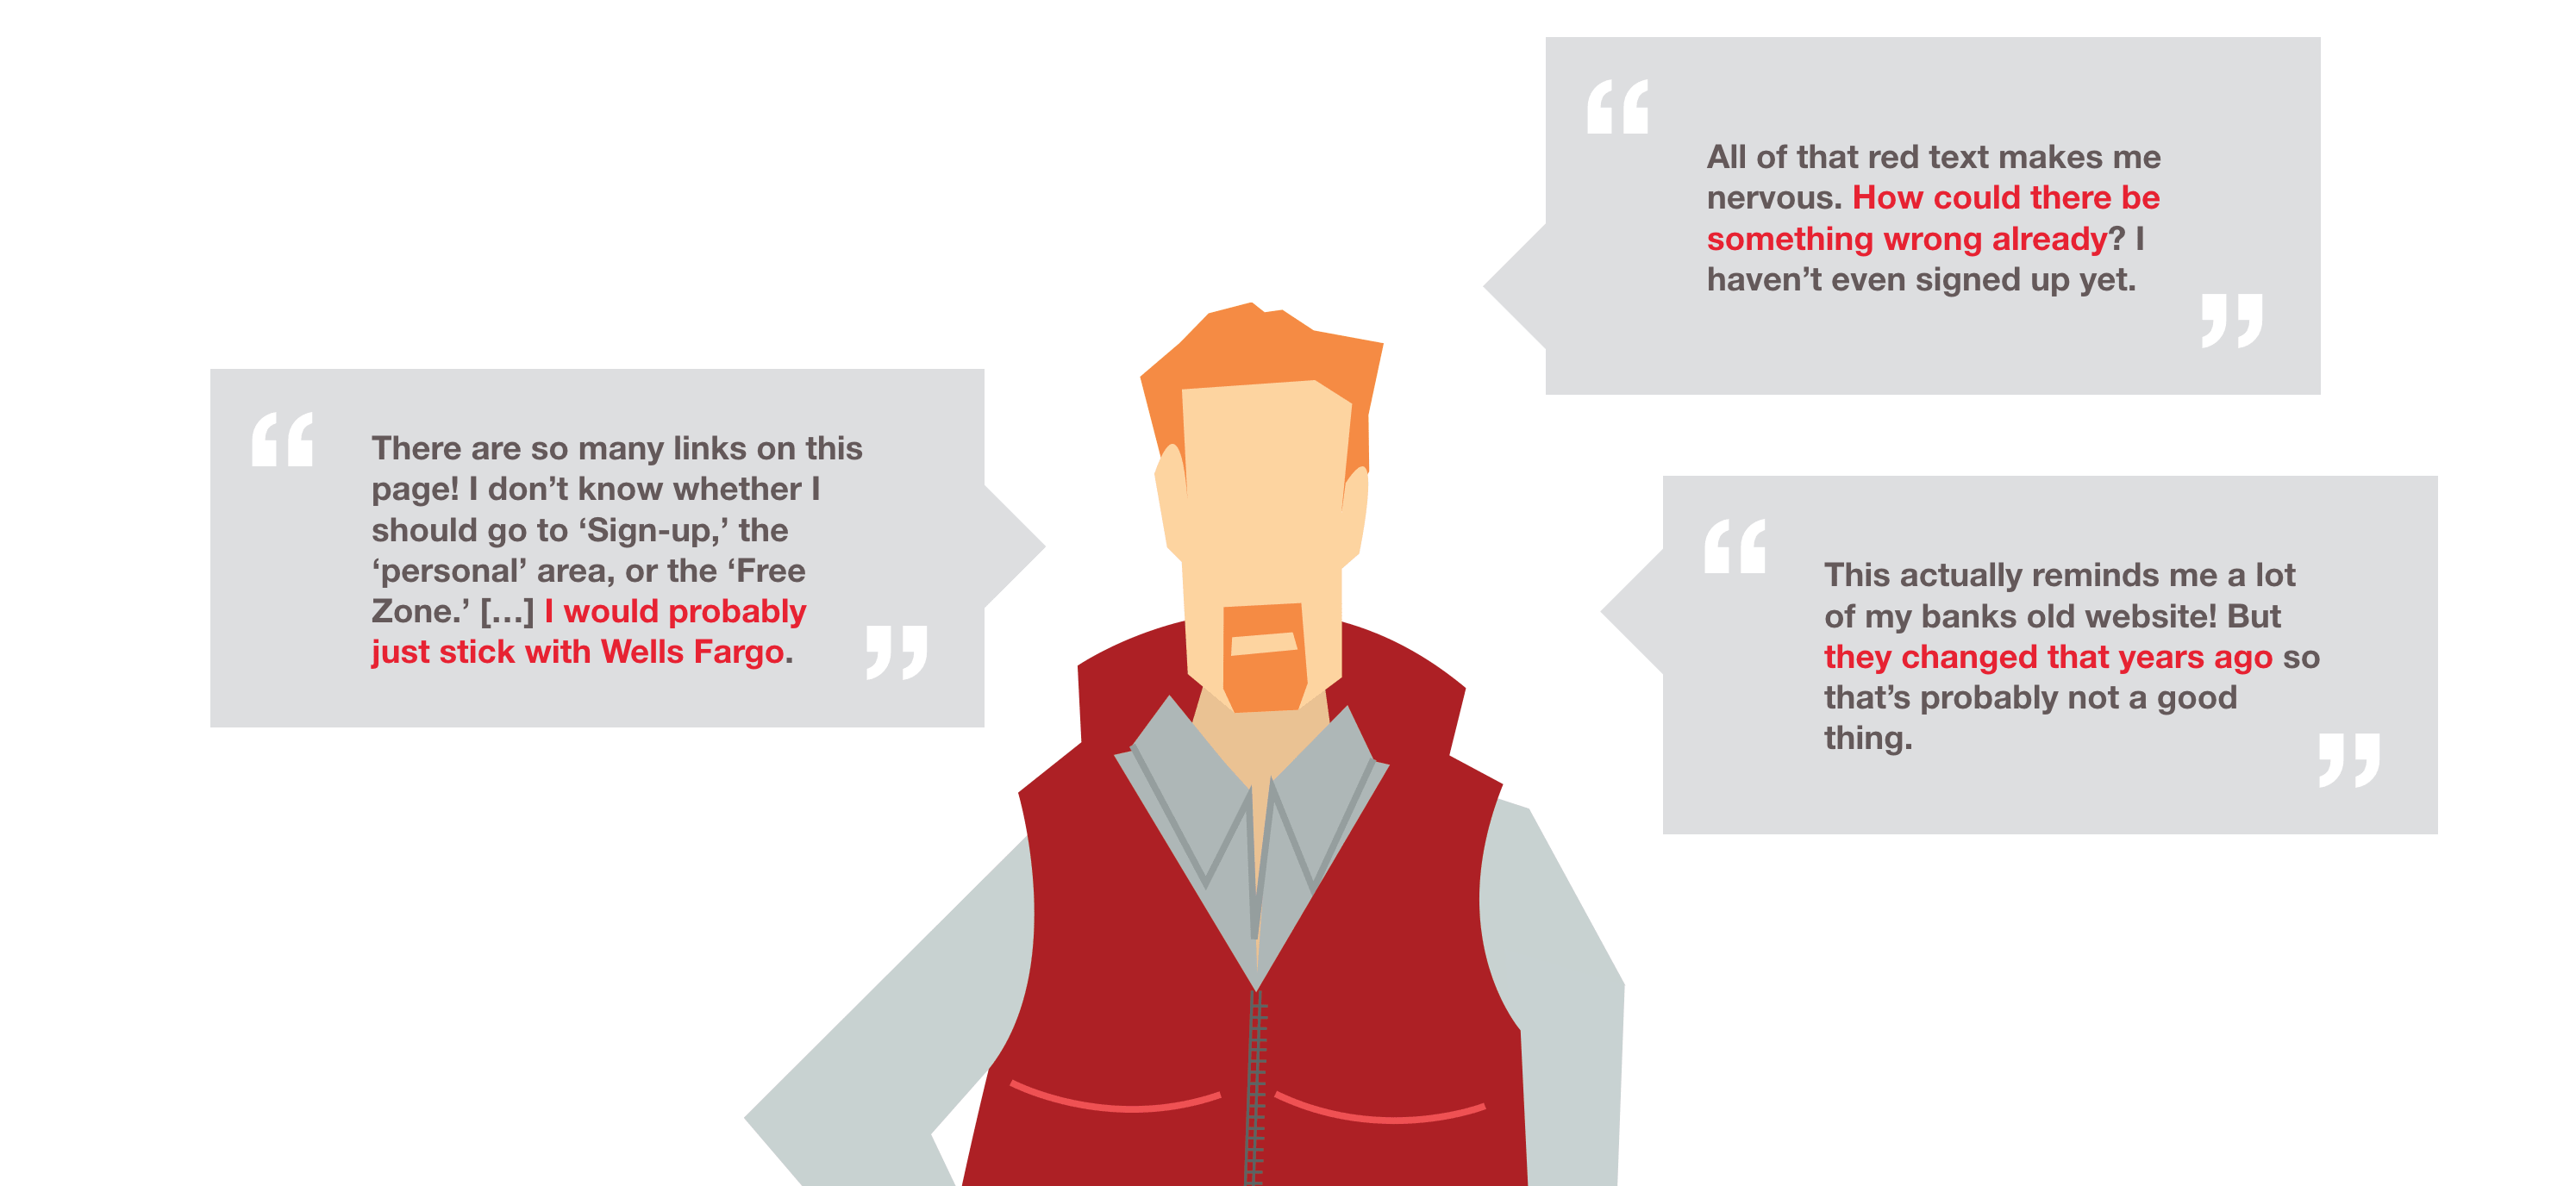 All of that red text makes me
nervous. How could there be
something wrong already? I
haven’t even signed up yet.
There are so many links on this
page! I don’t know whether I
should go to ‘Sign-up,’ the
‘personal’ area, or the ‘Free
Zone.’ [...] I would probably
just stick with Wells Fargo.
This actually reminds me a lot
of my banks old website! But
they changed that years ago so
that’s probably not a good
thing.